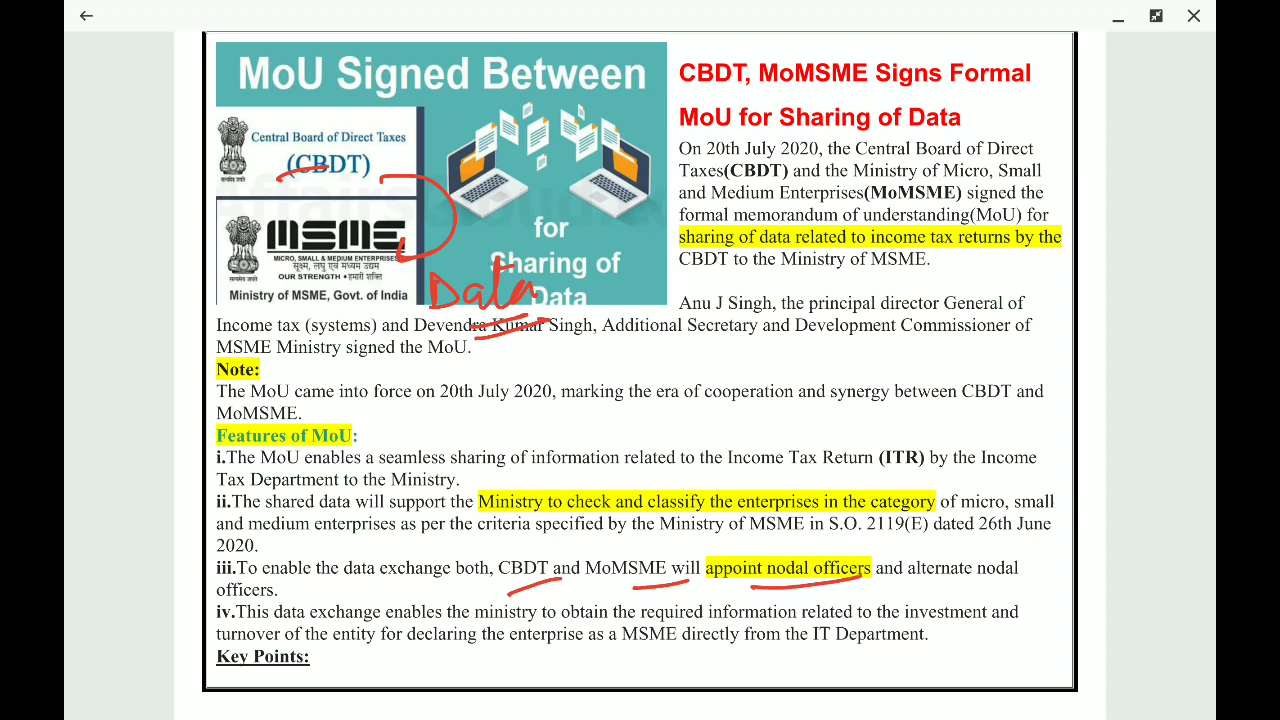 MoU Signed Between
Central Board of Direct Taxes
(CBDT)
सत्यमेव जयते
MSME
MICRO, SMALL & MEDIUM ENTERPRISES
सूक्ष्म, लघु एवं मध्यम उद्यम
OUR STRENGTH • हमारी शक्ति
सत्यमेव जयते
Ministry of MSME, Govt. of India
for
Sharing of
Data
Data
CBDT, MoMSME Signs Formal
MoU for Sharing of Data
On 20th July 2020, the Central Board of Direct
Taxes(CBDT) and the Ministry of Micro, Small
and Medium Enterprises(MoMSME) signed the
formal memorandum of understanding(MoU) for
sharing of data related to income tax returns by the
CBDT to the Ministry of MSME.
Anu J Singh, the principal director General of
Income tax (systems) and Devendra Kumar Singh, Additional Secretary and Development Commissioner of
MSME Ministry signed the MoU.
Note:
The MoU came into force on 20th July 2020, marking the era of cooperation and synergy between CBDT and
MoMSME.
Features of MoU:
i.The MoU enables a seamless sharing of information related to the Income Tax Return (ITR) by the Income
Tax Department to the Ministry.
ii.The shared data will support the Ministry to check and classify the enterprises in the category of micro, small
and medium enterprises as per the criteria specified by the Ministry of MSME in S.O. 2119(E) dated 26th June
2020.
iii.To enable the data exchange both, CBDT and MoMSME will appoint nodal officers and alternate nodal
officers.
iv.This data exchange enables the ministry to obtain the required information related to the investment and
turnover of the entity for declaring the enterprise as a MSME directly from the IT Department.
Key Points: